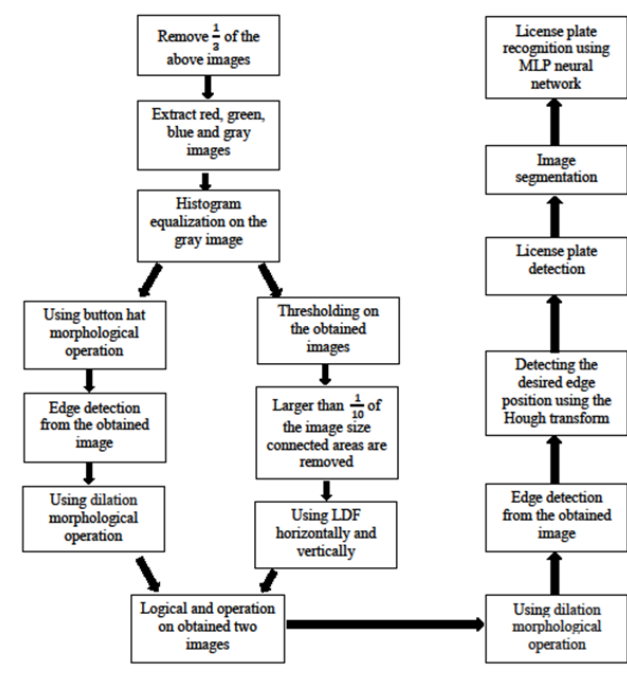 Remove 1/3 of the
above images
Extract red, green,
blue and gray
images
Histogram
equalization on the
gray image
Using button hat
morphological
operation
Edge detection
from the obtained
image
Using dilation
morphological
operation
Thresholding on
the obtained
images
Larger than 1/10 of
the image size
connected areas are
removed
Using LDF
horizontally and
vertically
Logical and operation
on obtained two
images
Using dilation
morphological
operation
Edge detection
from the obtained
image
Detecting the
desired edge
position using the
Hough transform
License plate
detection
Image
segmentation
License plate
recognition using
MLP neural
network